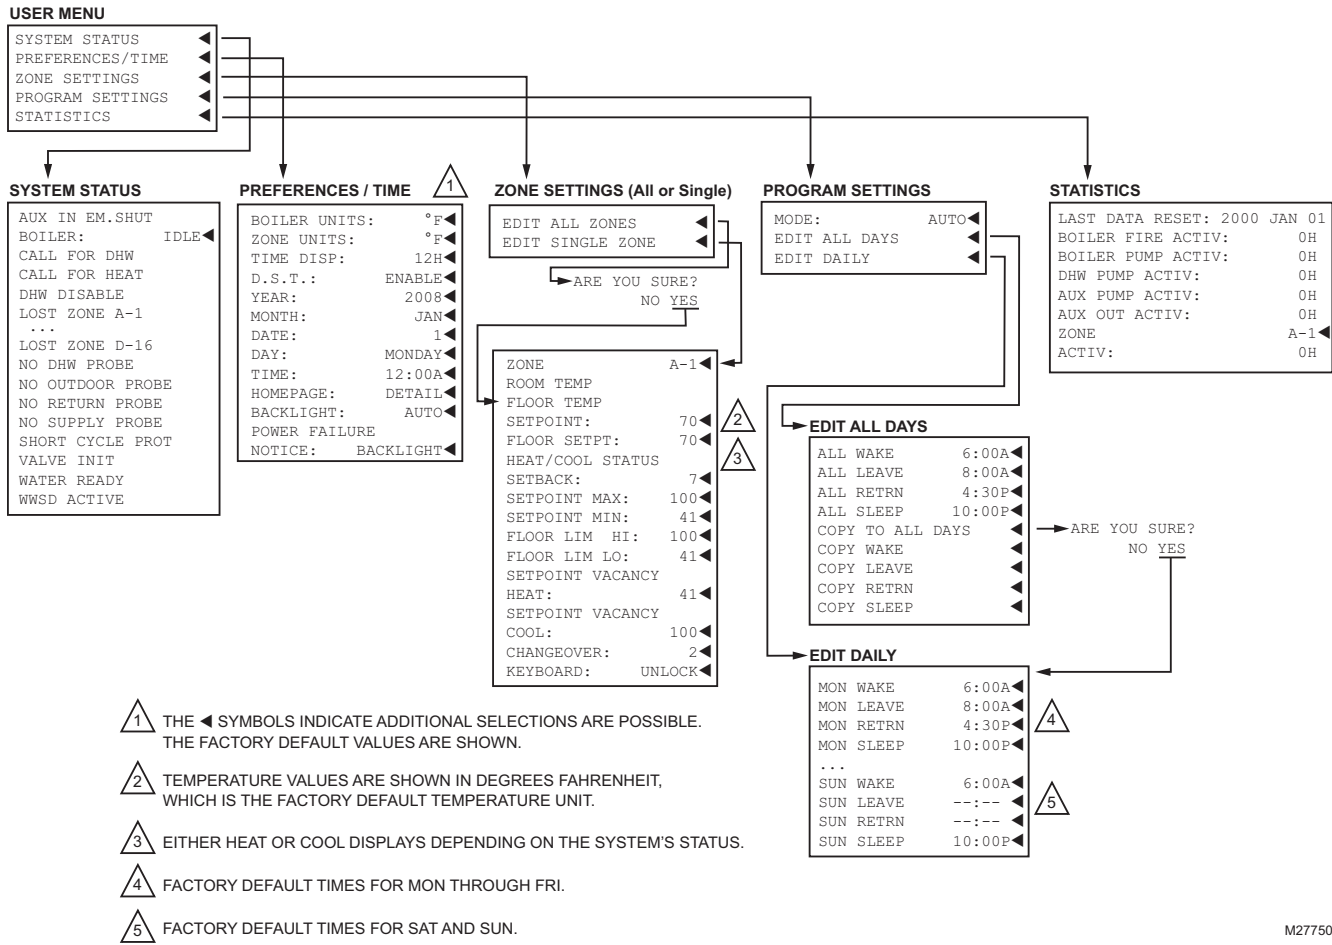 USER MENU
SYSTEM STATUS
PREFERENCES/TIME
ZONE SETTINGS
PROGRAM SETTINGS
STATISTICS
SYSTEM STATUS
AUX IN EM.SHUT
BOILER: IDLE◀
CALL FOR DHW
CALL FOR HEAT
DHW DISABLE
LOST ZONE A-1
...
LOST ZONE D-16
NO DHW PROBE
NO OUTDOOR PROBE
NO RETURN PROBE
NO SUPPLY PROBE
SHORT CYCLE PROT
VALVE INIT
WATER READY
WWSD ACTIVE
PREFERENCES / TIME
1
BOILER UNITS: °F◀
ZONE UNITS: °F◀
TIME DISP: 12H◀
D.S.T.: ENABLE◀
YEAR: 2008◀
MONTH: JAN◀
DATE: 1◀
DAY: MONDAY◀
TIME: 12:00A◀
HOMEPAGE: DETAIL◀
BACKLIGHT: AUTO◀
POWER FAILURE
NOTICE: BACKLIGHT◀
ZONE SETTINGS (All or Single)
EDIT ALL ZONES ◀
EDIT SINGLE ZONE ◀
ARE YOU SURE?
NO YES
ZONE A-1◀
ROOM TEMP
FLOOR TEMP
SETPOINT: 70◀
2
FLOOR SETPT: 70◀
HEAT/COOL STATUS
3
SETBACK: 7◀
SETPOINT MAX: 100◀
SETPOINT MIN: 41◀
FLOOR LIM HI: 100◀
FLOOR LIM LO: 41◀
SETPOINT VACANCY
HEAT: 41◀
SETPOINT VACANCY
COOL: 100◀
CHANGEOVER: 2◀
KEYBOARD: UNLOCK◀
PROGRAM SETTINGS
MODE: AUTO◀
EDIT ALL DAYS ◀
EDIT DAILY ◀
EDIT ALL DAYS
ALL WAKE 6:00A◀
ALL LEAVE 8:00A◀
ALL RETRN 4:30P◀
ALL SLEEP 10:00P◀
COPY TO ALL DAYS ◀
COPY WAKE ◀
COPY LEAVE ◀
COPY RETRN ◀
COPY SLEEP ◀
ARE YOU SURE?
NO YES
EDIT DAILY
MON WAKE 6:00A◀
MON LEAVE 8:00A◀
MON RETRN 4:30P◀
4
MON SLEEP 10:00P◀
...
SUN WAKE 6:00A◀
SUN LEAVE --:-- ◀
5
SUN RETRN --:-- ◀
SUN SLEEP 10:00P◀
STATISTICS
LAST DATA RESET: 2000 JAN 01
BOILER FIRE ACTIV: 0H
BOILER PUMP ACTIV: 0H
DHW PUMP ACTIV: 0H
AUX PUMP ACTIV: 0H
AUX OUT ACTIV: 0H
ZONE A-1◀
ACTIV: 0H
1 THE ◀ SYMBOLS INDICATE ADDITIONAL SELECTIONS ARE POSSIBLE.
THE FACTORY DEFAULT VALUES ARE SHOWN.
2 TEMPERATURE VALUES ARE SHOWN IN DEGREES FAHRENHEIT,
WHICH IS THE FACTORY DEFAULT TEMPERATURE UNIT.
3 EITHER HEAT OR COOL DISPLAYS DEPENDING ON THE SYSTEM'S STATUS.
4 FACTORY DEFAULT TIMES FOR MON THROUGH FRI.
5 FACTORY DEFAULT TIMES FOR SAT AND SUN.
M27750